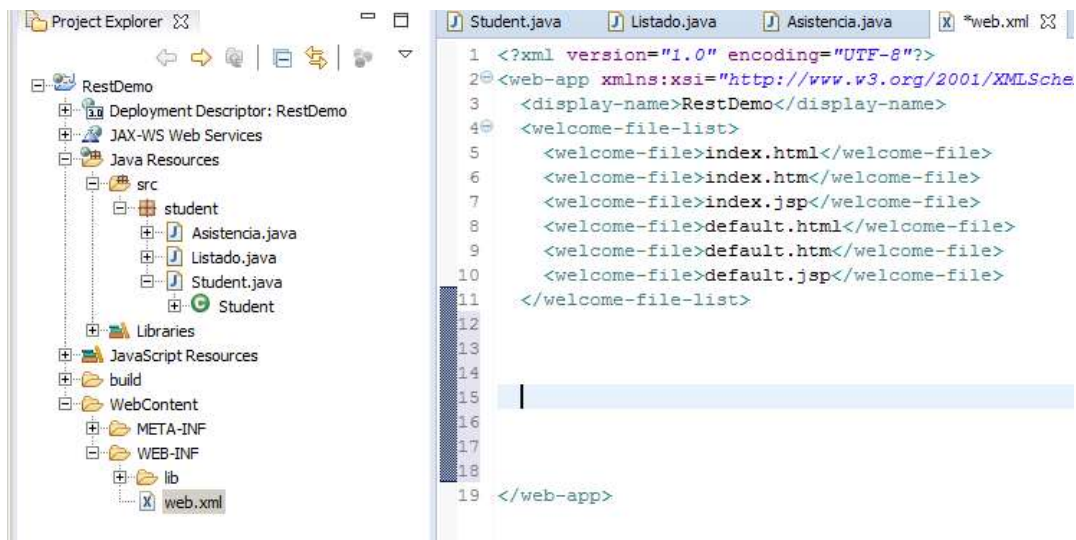 Project Explorer
RestDemo
3.0 Deployment Descriptor: RestDemo
JAX-WS Web Services
Java Resources
src
student
J Asistencia.java
J Listado.java
J Student.java
C Student
Libraries
JavaScript Resources
build
WebContent
META-INF
WEB-INF
lib
X web.xml
J Student.java J Listado.java J Asistencia.java X *web.xml
1 <?xml version="1.0" encoding="UTF-8"?>
2 <web-app xmlns:xsi="http://www.w3.org/2001/XMLSche
3 <display-name>RestDemo</display-name>
4 <welcome-file-list>
5 <welcome-file>index.html</welcome-file>
6 <welcome-file>index.htm</welcome-file>
7 <welcome-file>index.jsp</welcome-file>
8 <welcome-file>default.html</welcome-file>
9 <welcome-file>default.htm</welcome-file>
10 <welcome-file>default.jsp</welcome-file>
11 </welcome-file-list>
12
13
14
15
16
17
18
19 </web-app>